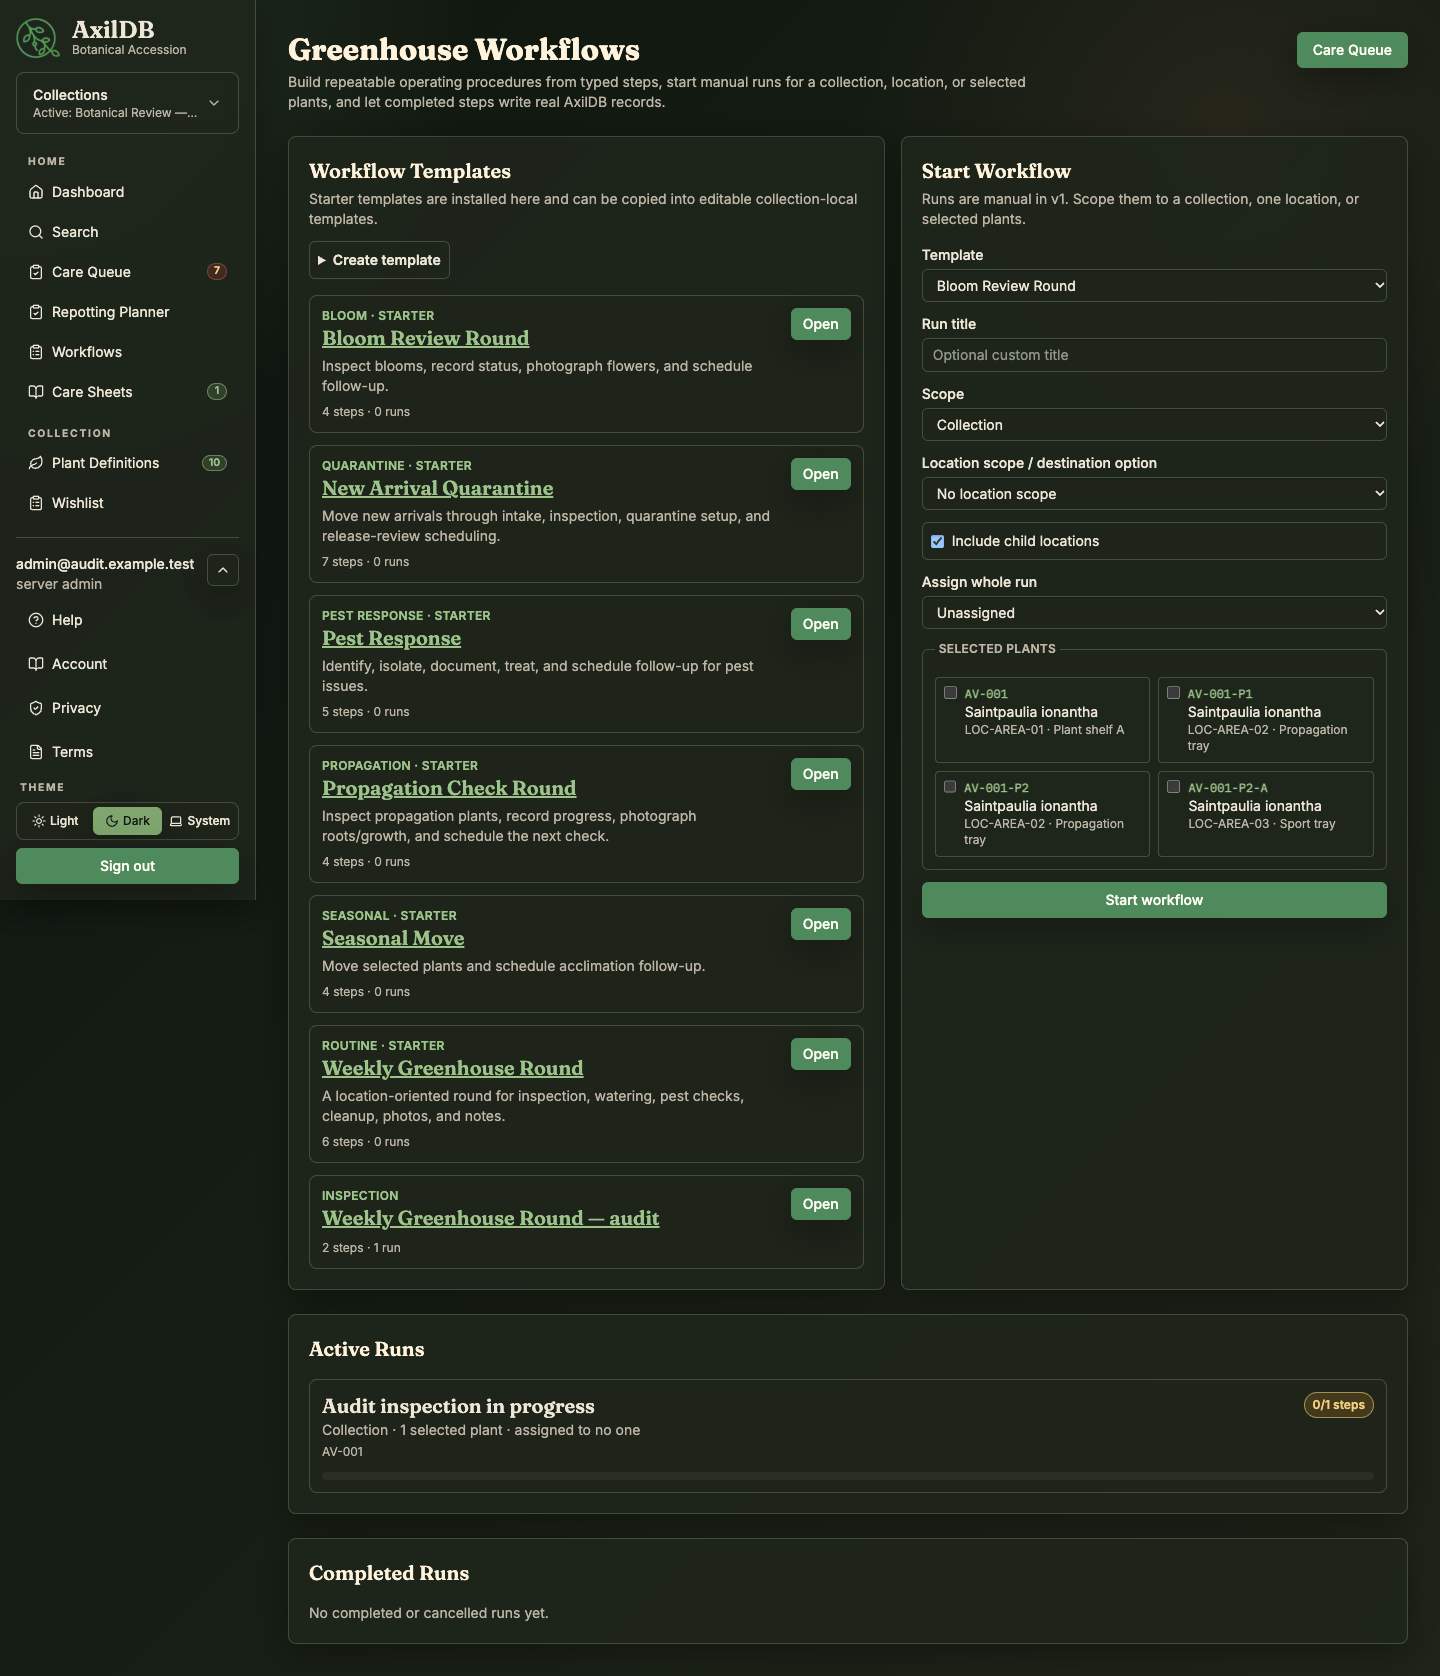 AxilDB
Botanical Accession
Collections
Active: Botanical Review —...
HOME
Dashboard
Search
Care Queue 7
Repotting Planner
Workflows
Care Sheets 1
COLLECTION
Plant Definitions 10
Wishlist
admin@audit.example.test
server admin
Help
Account
Privacy
Terms
THEME
Light Dark System
Sign out
Greenhouse Workflows
Build repeatable operating procedures from typed steps, start manual runs for a collection, location, or selected
plants, and let completed steps write real AxilDB records.
Care Queue
Workflow Templates
Starter templates are installed here and can be copied into editable collection-local
templates.
Create template
BLOOM · STARTER
Bloom Review Round
Inspect blooms, record status, photograph flowers, and schedule
follow-up.
4 steps · 0 runs
Open
QUARANTINE · STARTER
New Arrival Quarantine
Move new arrivals through intake, inspection, quarantine setup, and
release-review scheduling.
7 steps · 0 runs
Open
PEST RESPONSE · STARTER
Pest Response
Identify, isolate, document, treat, and schedule follow-up for pest
issues.
5 steps · 0 runs
Open
PROPAGATION · STARTER
Propagation Check Round
Inspect propagation plants, record progress, photograph
roots/growth, and schedule the next check.
4 steps · 0 runs
Open
SEASONAL · STARTER
Seasonal Move
Move selected plants and schedule acclimation follow-up.
4 steps · 0 runs
Open
ROUTINE · STARTER
Weekly Greenhouse Round
A location-oriented round for inspection, watering, pest checks,
cleanup, photos, and notes.
6 steps · 0 runs
Open
INSPECTION
Weekly Greenhouse Round — audit
2 steps · 1 run
Open
Start Workflow
Runs are manual in v1. Scope them to a collection, one location, or
selected plants.
Template
Bloom Review Round
Run title
Optional custom title
Scope
Collection
Location scope / destination option
No location scope
Include child locations
Assign whole run
Unassigned
SELECTED PLANTS
AV-001
Saintpaulia ionantha
LOC-AREA-01 · Plant shelf A
AV-001-P1
Saintpaulia ionantha
LOC-AREA-02 · Propagation
tray
AV-001-P2
Saintpaulia ionantha
LOC-AREA-02 · Propagation
tray
AV-001-P2-A
Saintpaulia ionantha
LOC-AREA-03 · Sport tray
Start workflow
Active Runs
Audit inspection in progress
Collection · 1 selected plant · assigned to no one
AV-001
0/1 steps
Completed Runs
No completed or cancelled runs yet.